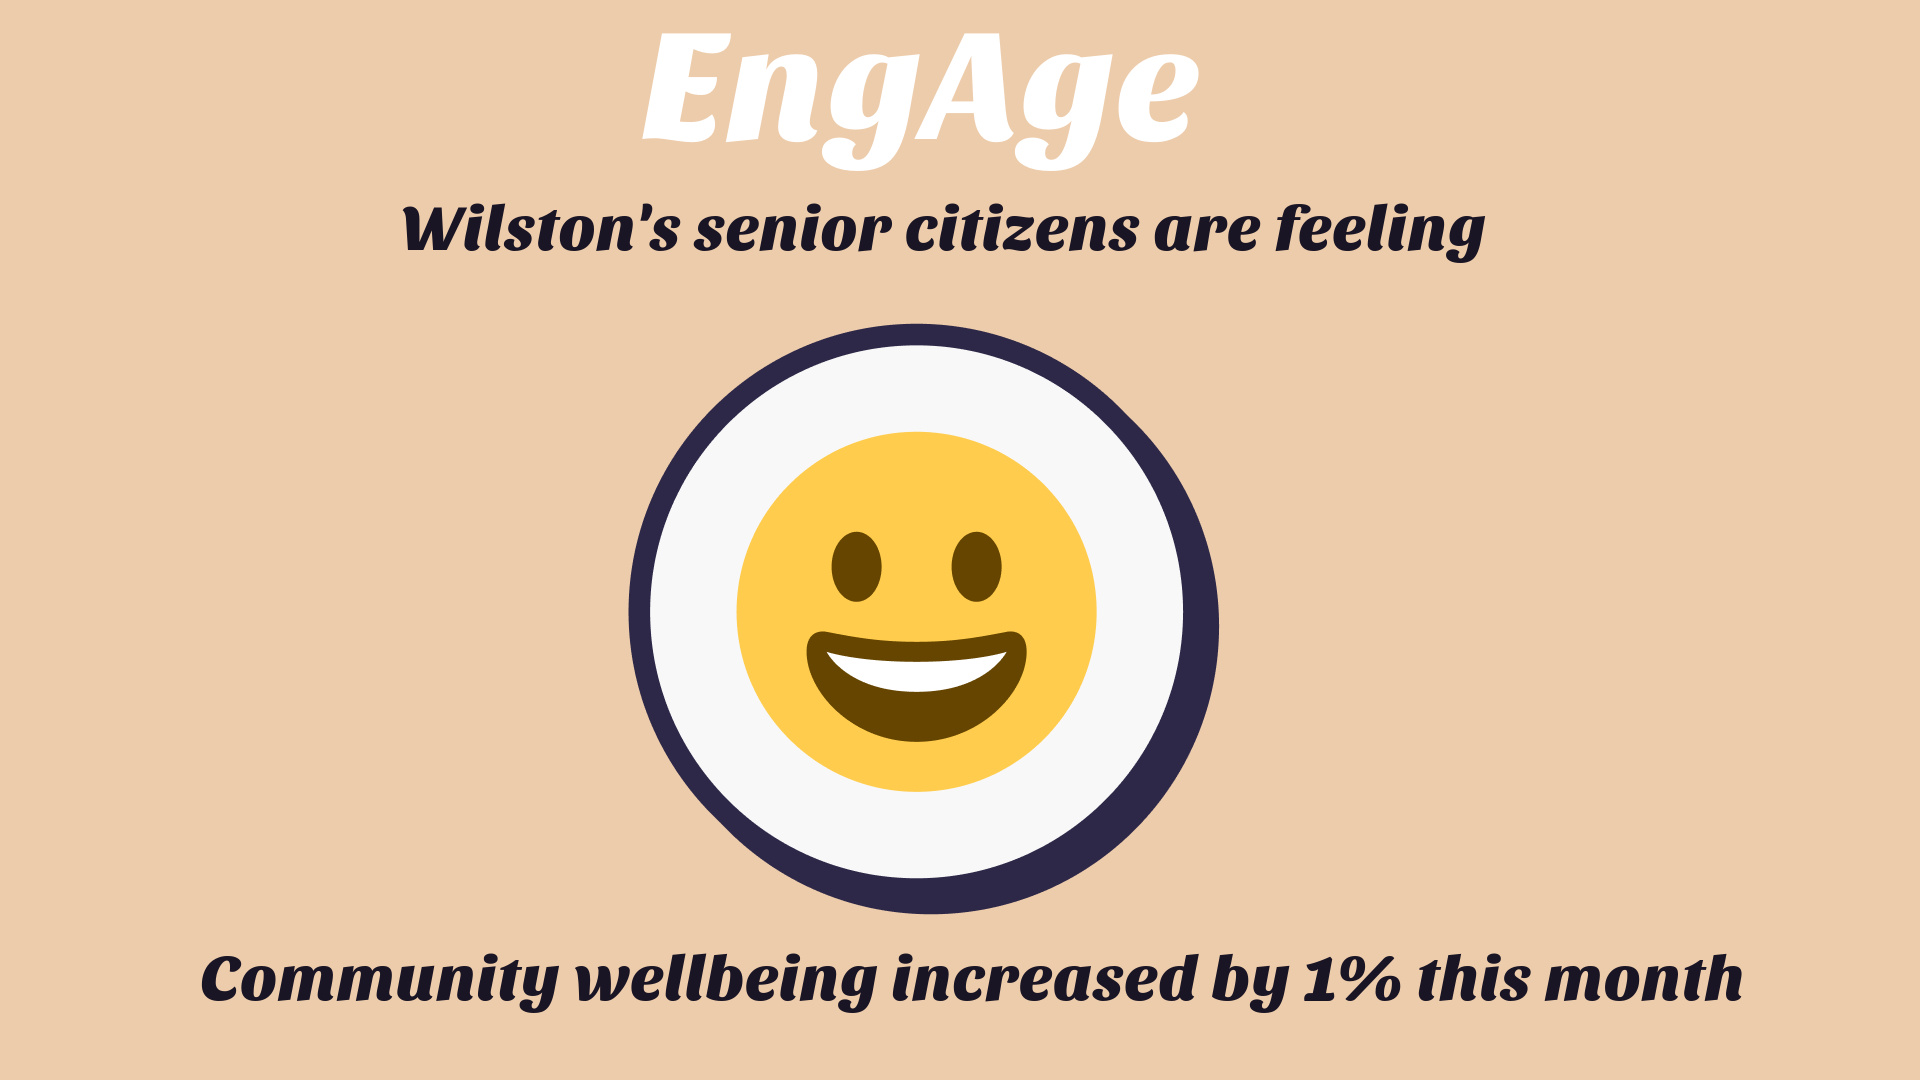 EngAge
Wilston's senior citizens are feeling
Community wellbeing increased by 1% this month